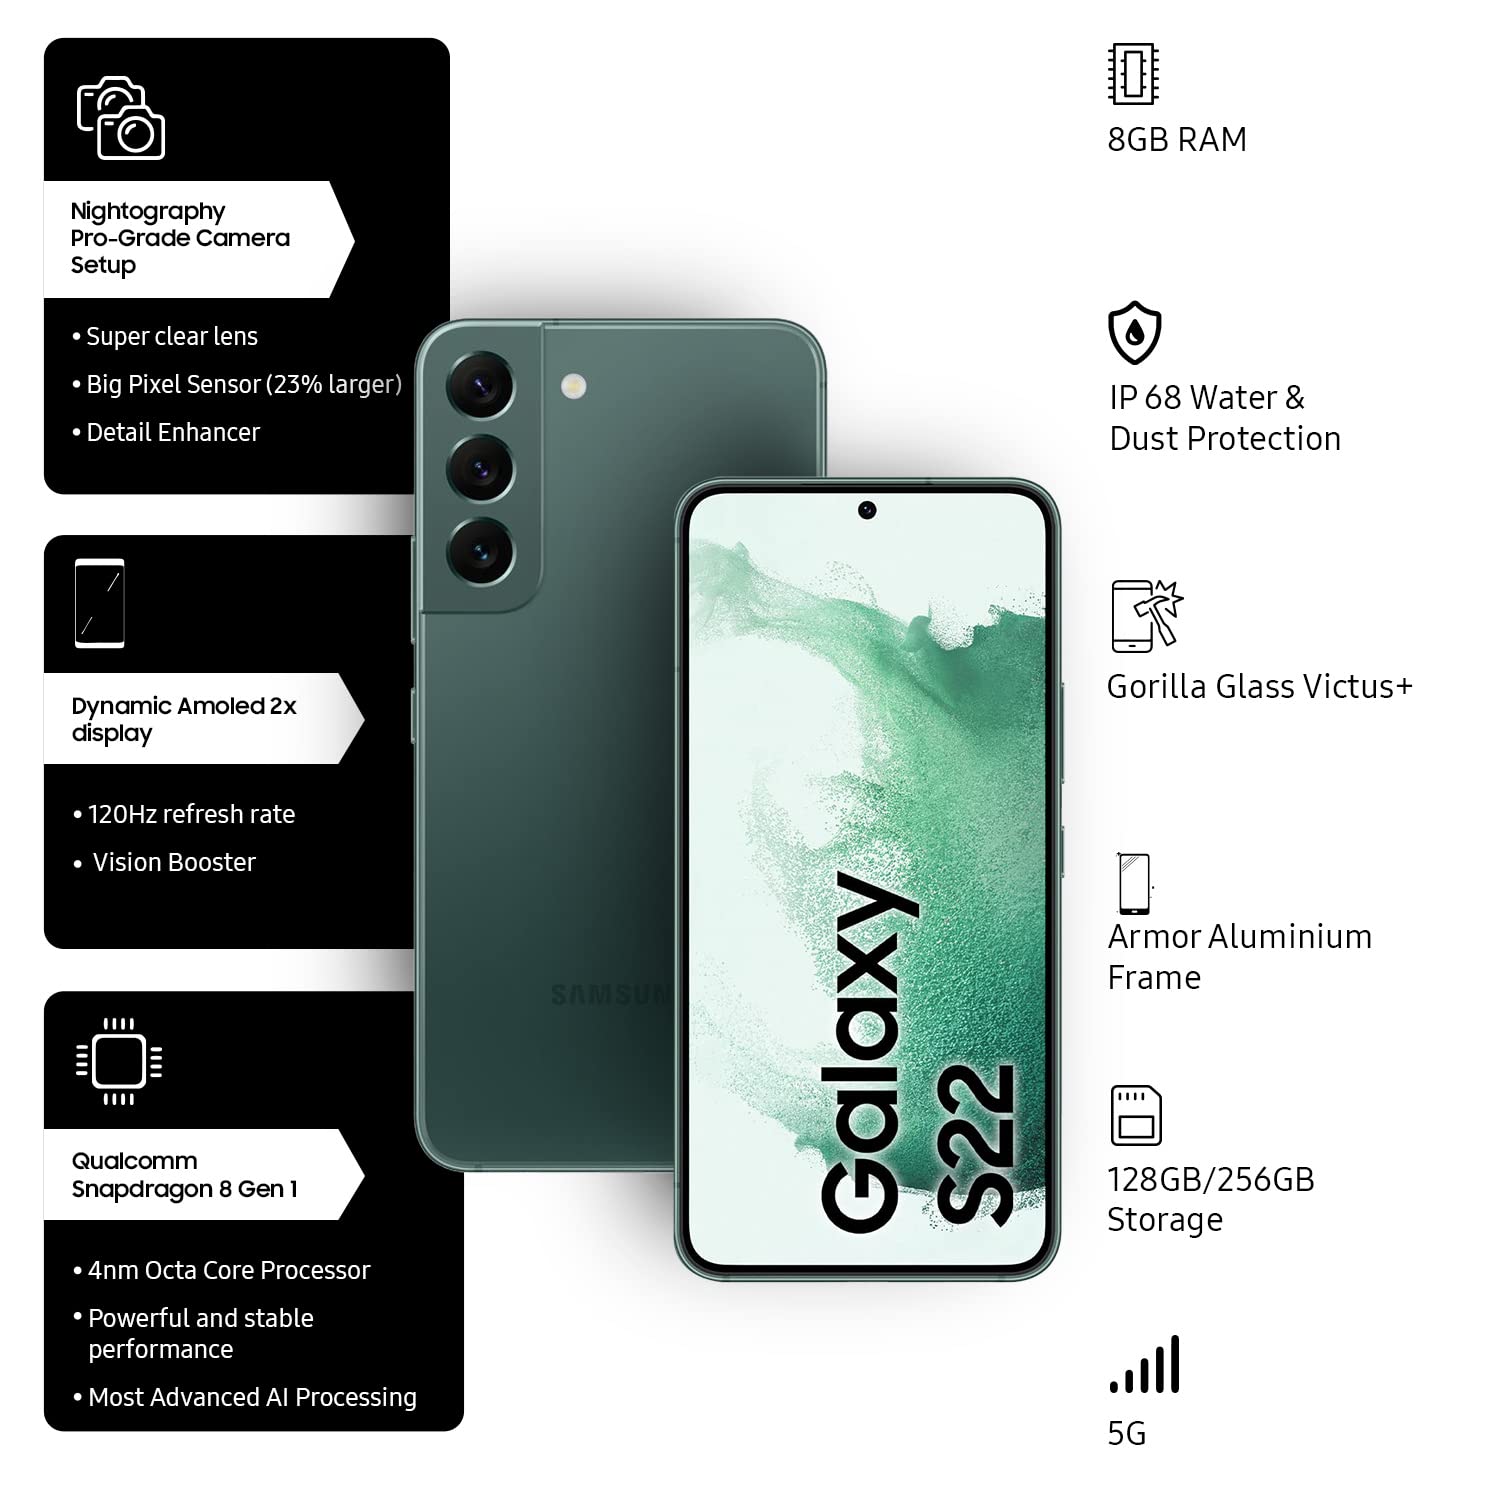 Nightography
Pro-Grade Camera
Setup
• Super clear lens
• Big Pixel Sensor (23% larger)
• Detail Enhancer
Dynamic Amoled 2x
display
• 120Hz refresh rate
• Vision Booster
Qualcomm
Snapdragon 8 Gen 1
• 4nm Octa Core Processor
• Powerful and stable
performance
• Most Advanced AI Processing
SAMSUN
Galaxy
S22
8GB RAM
IP 68 Water &
Dust Protection
Gorilla Glass Victus+
Armor Aluminium
Frame
128GB/256GB
Storage
5G